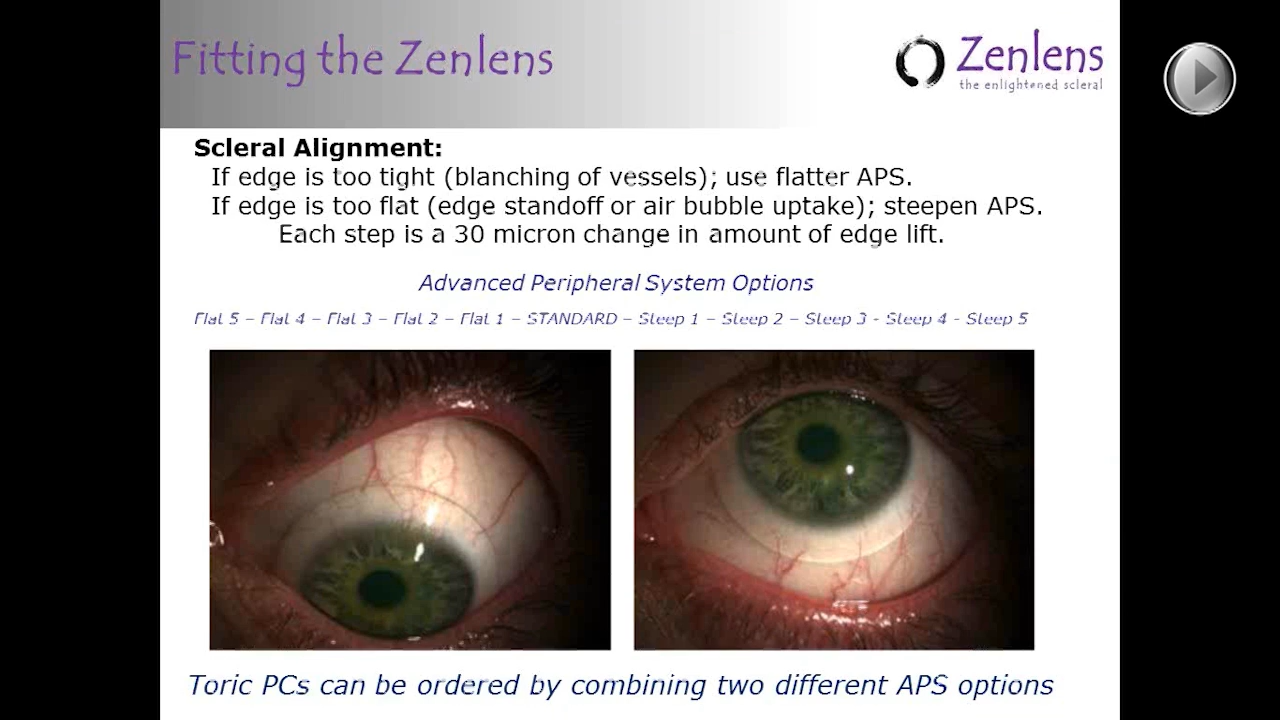 Fitting the Zenlens
Zenlens
the enlightened scleral
Scleral Alignment:
If edge is too tight (blanching of vessels); use flatter APS.
If edge is too flat (edge standoff or air bubble uptake); steepen APS.
Each step is a 30 micron change in amount of edge lift.
Advanced Peripheral System Options
Flat 5 – Flat 4 – Flat 3 – Flat 2 – Flat 1 – STANDARD – Steep 1 – Steep 2 – Steep 3 - Steep 4 - Steep 5
Toric PCs can be ordered by combining two different APS options